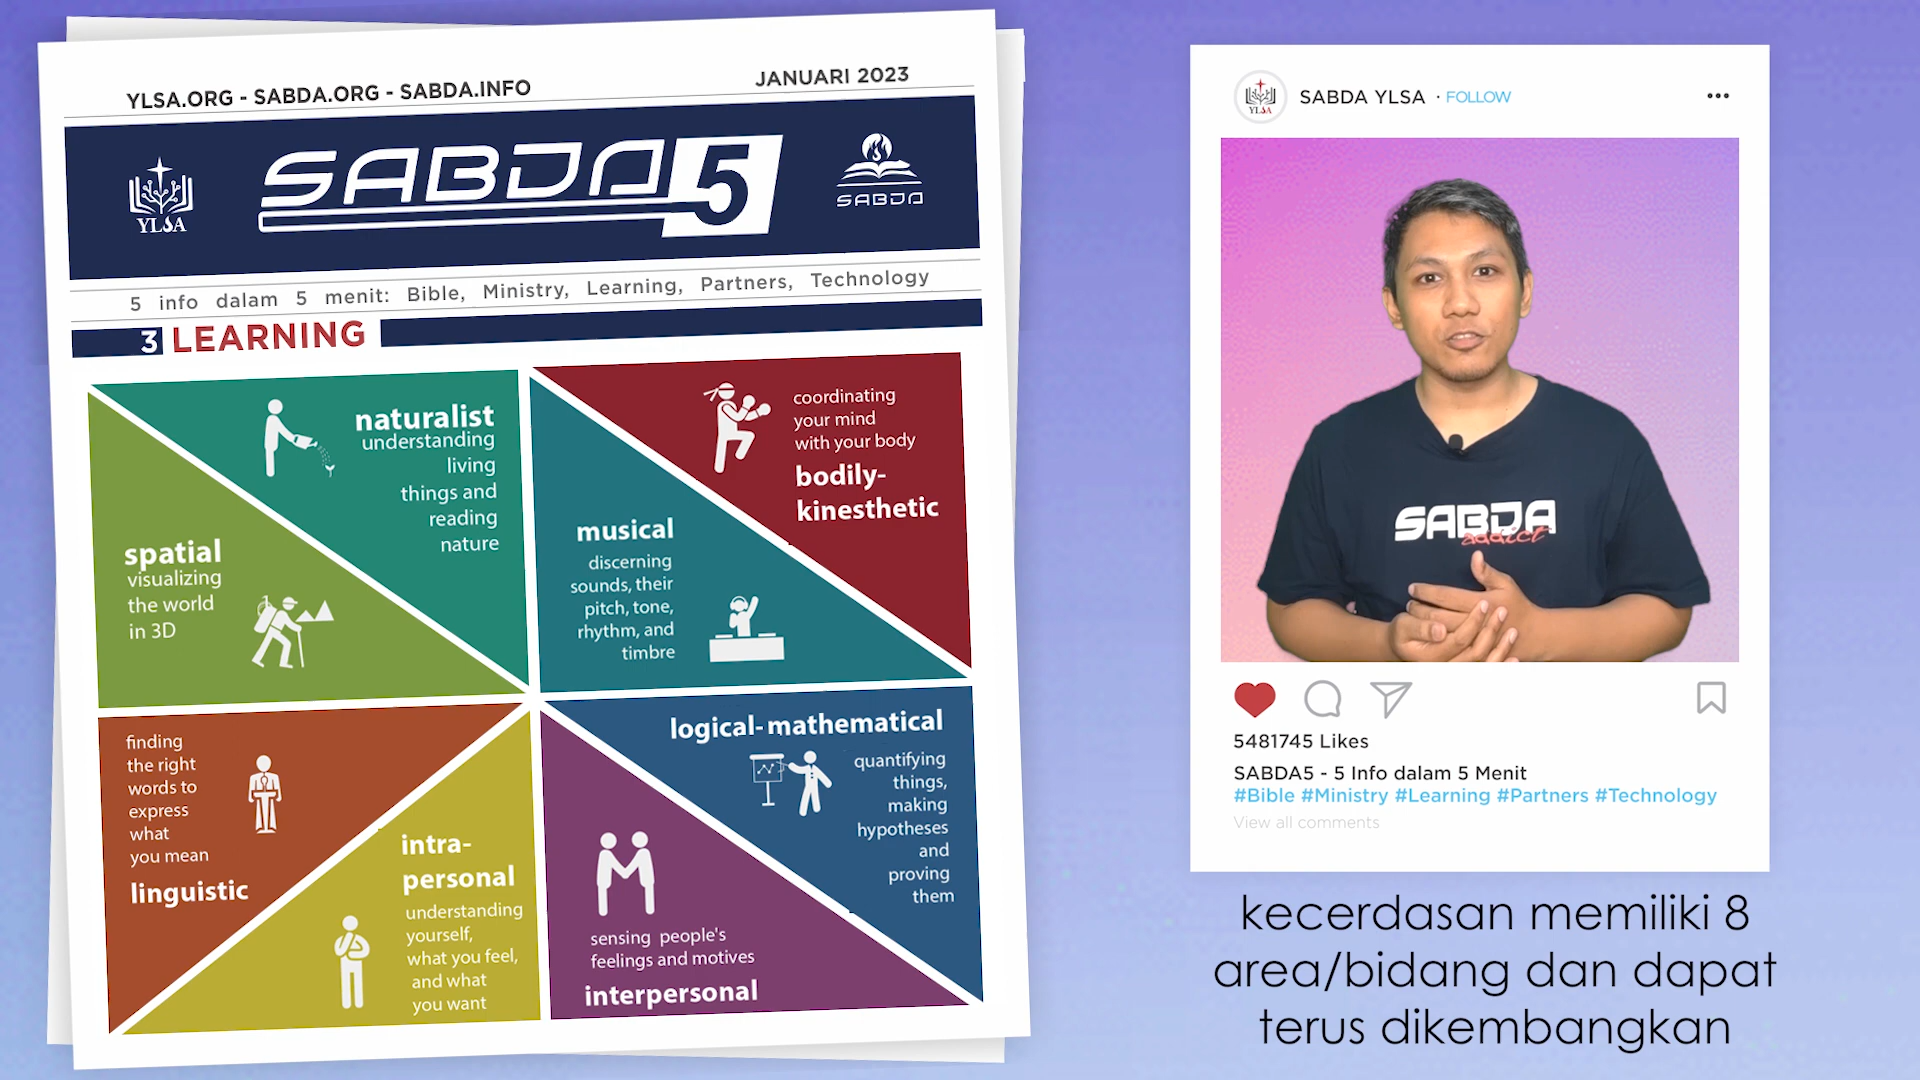 YLSA.ORG - SABDA.ORG - SABDA.INFO
JANUARI 2023
YLSA
SABDA5
SABDA
5 info dalam 5 menit: Bible, Ministry, Learning, Partners, Technology
3 LEARNING
naturalist
understanding
living
things and
reading
nature
coordinating
your mind
with your body
bodily-
kinesthetic
spatial
visualizing
the world
in 3D
musical
discerning
sounds, their
pitch, tone,
rhythm, and
timbre
finding
the right
words to
express
what
you mean
linguistic
intra-
personal
understanding
yourself,
what you feel,
and what
you want
logical-mathematical
quantifying
things,
making
hypotheses
and
proving
them
sensing people's
feelings and motives
interpersonal
YLSA
SABDA YLSA · FOLLOW
SABDA
addict
5481745 Likes
SABDA5 - 5 Info dalam 5 Menit
#Bible #Ministry #Learning #Partners #Technology
View all comments
kecerdasan memiliki 8
area/bidang dan dapat
terus dikembangkan